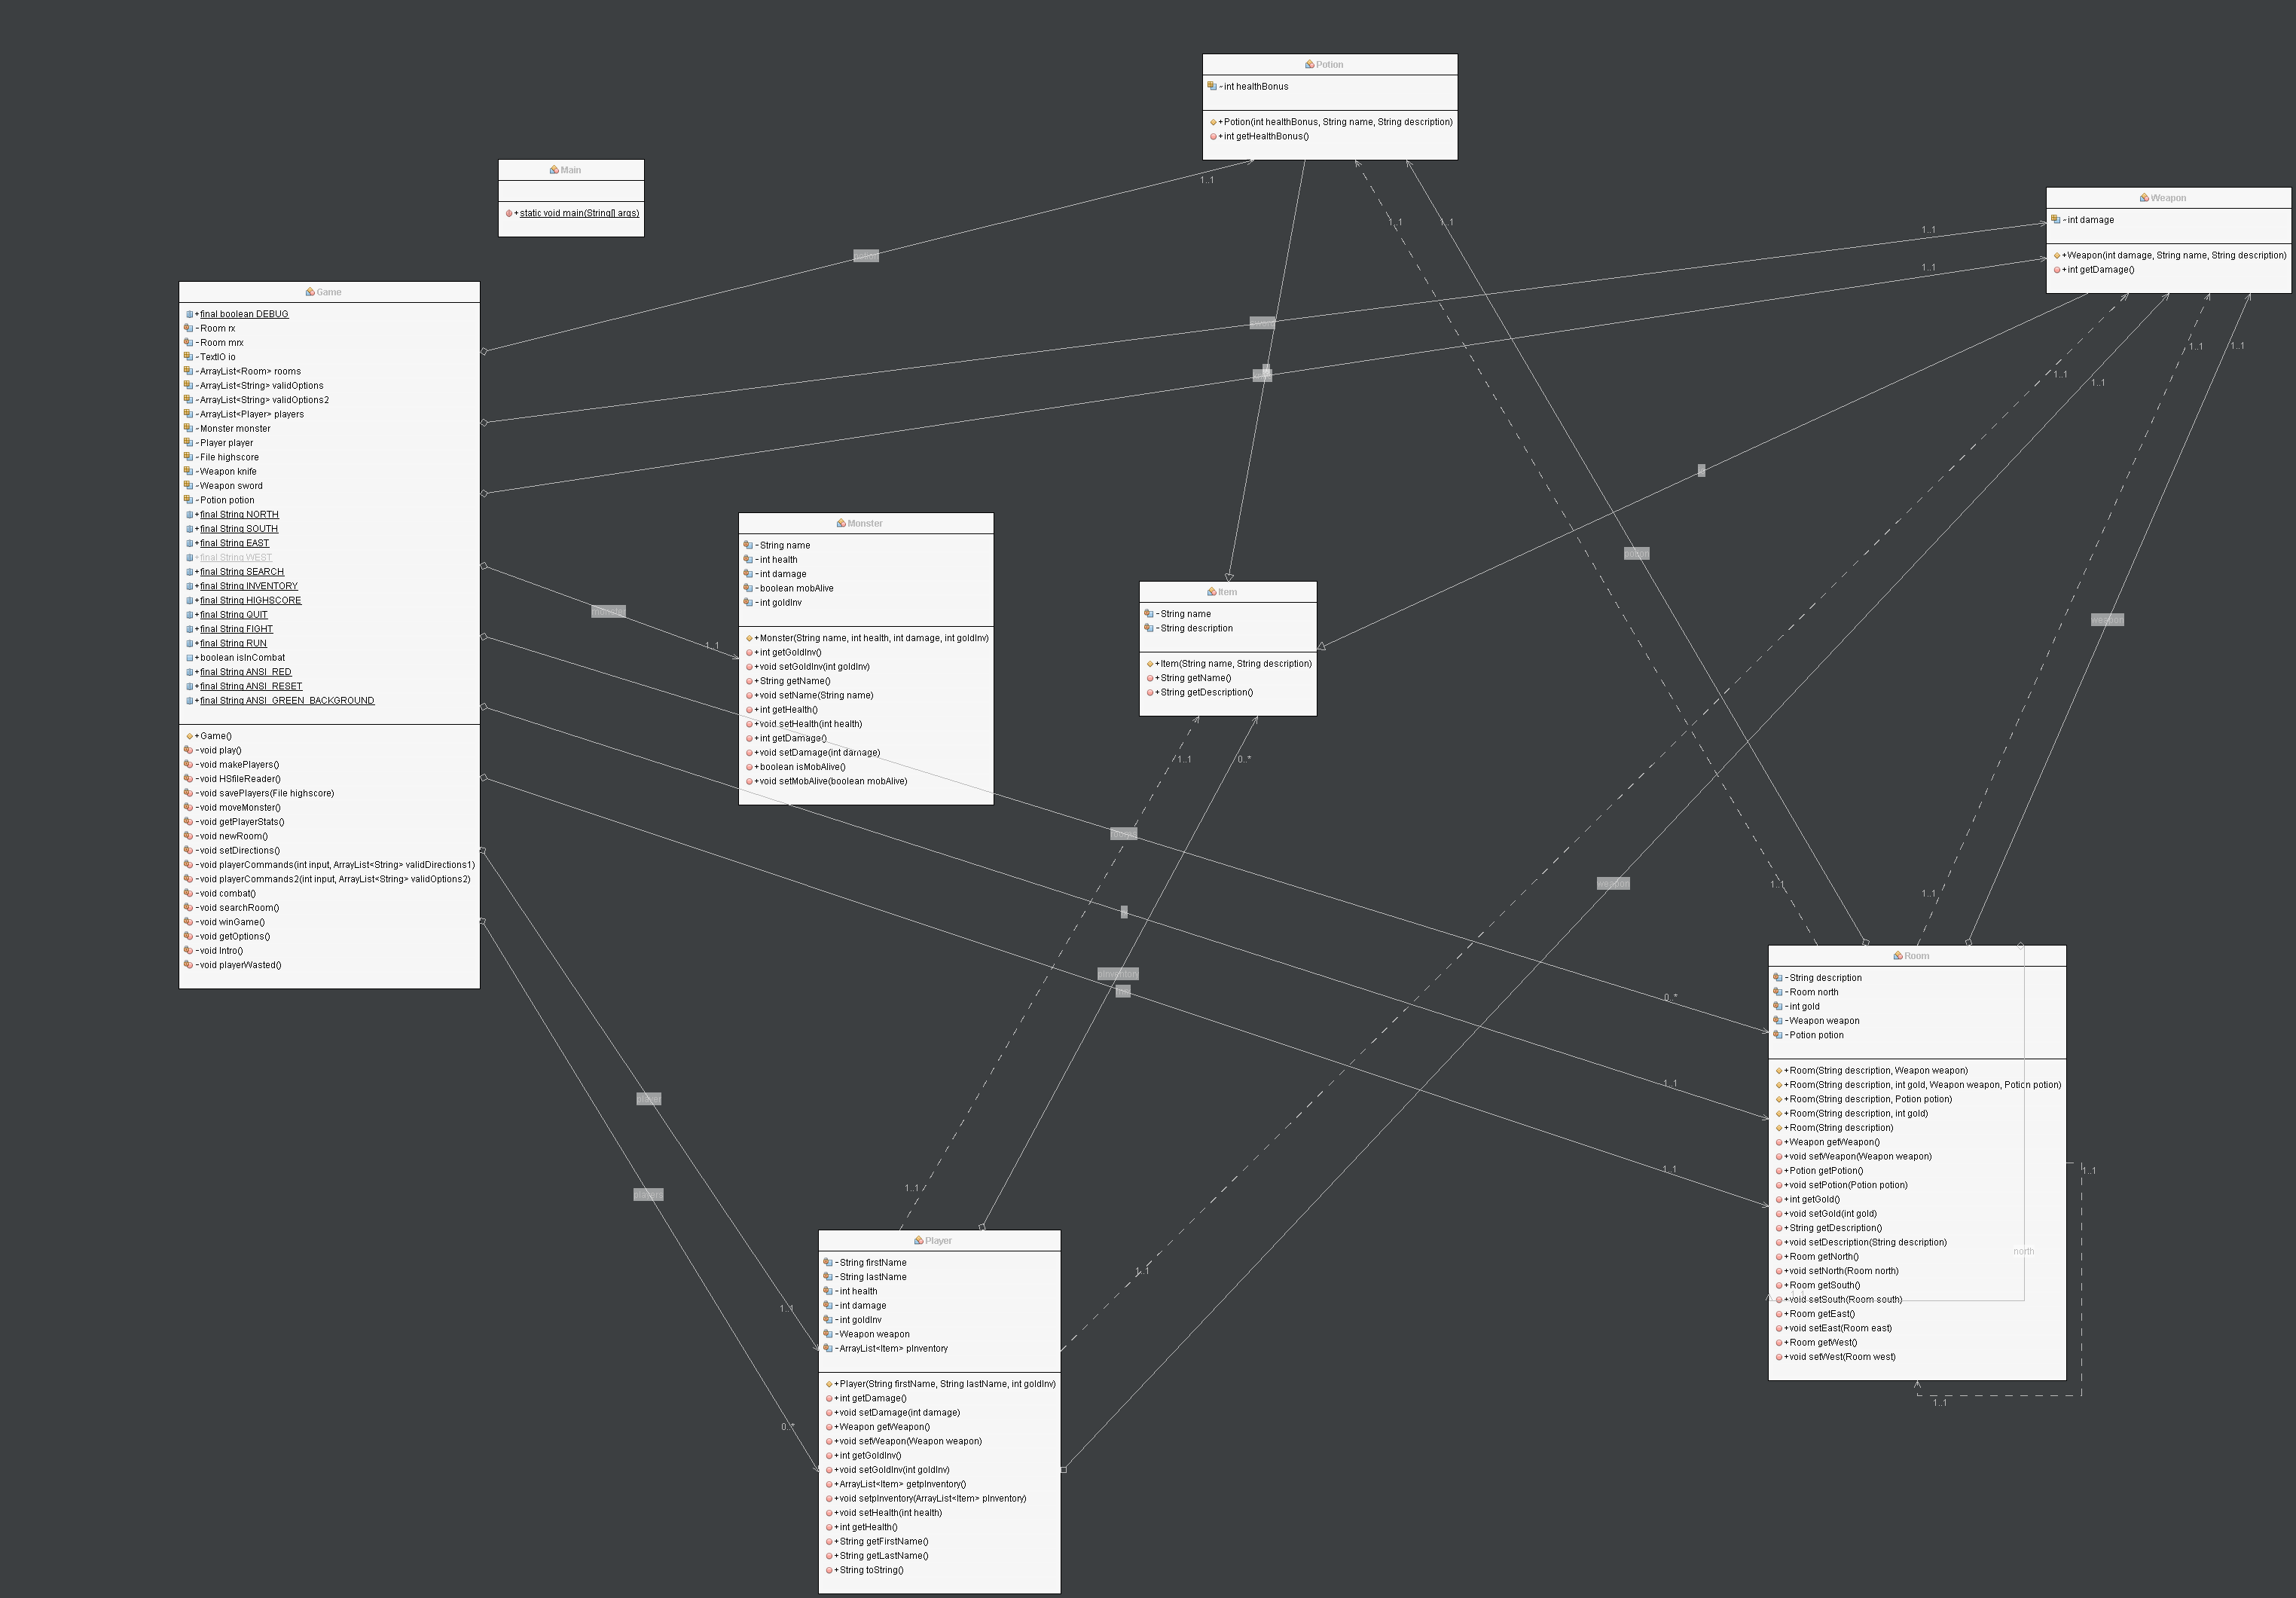 Potion
-int healthBonus
+Potion(int healthBonus, String name, String description)
+int getHealthBonus()
Main
+static void main(String[] args)
Weapon
-int damage
+Weapon(int damage, String name, String description)
+int getDamage()
Game
+final boolean DEBUG
-Room rx
-Room mrx
-TextIO io
-ArrayList<Room> rooms
-ArrayList<String> validOptions
-ArrayList<String> validOptions2
-ArrayList<Player> players
-Monster monster
-Player player
-File highscore
-Weapon knife
-Weapon sword
-Potion potion
+final String NORTH
+final String SOUTH
+final String EAST
+final String WEST
+final String SEARCH
+final String INVENTORY
+final String HIGHSCORE
+final String QUIT
+final String FIGHT
+final String RUN
+boolean isInCombat
+final String ANSI_RED
+final String ANSI_RESET
+final String ANSI_GREEN_BACKGROUND
+Game()
-void play()
-void makePlayers()
-void HSfileReader()
-void savePlayers(File highscore)
-void moveMonster()
-void getPlayerStats()
-void newRoom()
-void setDirections()
-void playerCommands(int input, ArrayList<String> validDirections1)
-void playerCommands2(int input, ArrayList<String> validOptions2)
-void combat()
-void searchRoom()
-void winGame()
-void getOptions()
-void Intro()
-void playerWasted()
Monster
-String name
-int health
-int damage
-boolean mobAlive
-int goldInv
+Monster(String name, int health, int damage, int goldInv)
+int getGoldInv()
+void setGoldInv(int goldInv)
+String getName()
+void setName(String name)
+int getHealth()
+void setHealth(int health)
+int getDamage()
+void setDamage(int damage)
+boolean isMobAlive()
+void setMobAlive(boolean mobAlive)
Item
-String name
-String description
+Item(String name, String description)
+String getName()
+String getDescription()
Room
-String description
-Room north
-int gold
-Weapon weapon
-Potion potion
+Room(String description, Weapon weapon)
+Room(String description, int gold, Weapon weapon, Potion potion)
+Room(String description, Potion potion)
+Room(String description, int gold)
+Room(String description)
+Weapon getWeapon()
+void setWeapon(Weapon weapon)
+Potion getPotion()
+void setPotion(Potion potion)
+int getGold()
+void setGold(int gold)
+String getDescription()
+void setDescription(String description)
+Room getNorth()
+void setNorth(Room north)
+Room getSouth()
+void setSouth(Room south)
+Room getEast()
+void setEast(Room east)
+Room getWest()
+void setWest(Room west)
Player
-String firstName
-String lastName
-int health
-int damage
-int goldInv
-Weapon weapon
-ArrayList<Item> pInventory
+Player(String firstName, String lastName, int goldInv)
+int getDamage()
+void setDamage(int damage)
+Weapon getWeapon()
+void setWeapon(Weapon weapon)
+int getGoldInv()
+void setGoldInv(int goldInv)
+ArrayList<Item> getpInventory()
+void setpInventory(ArrayList<Item> pInventory)
+void setHealth(int health)
+int getHealth()
+String getFirstName()
+String getLastName()
+String toString()
1..1
1..1
1..1
1..1
1..1
1..1
1..1
1..1
1..1
1..1
monster
1..1
potion
weapon
1..1
0..*
weapon
pInventory
1..1
1..1
0..*
1..1
1..1
1..1
1..1
players
1..1
1..1
0..*
north
1..1
1..1